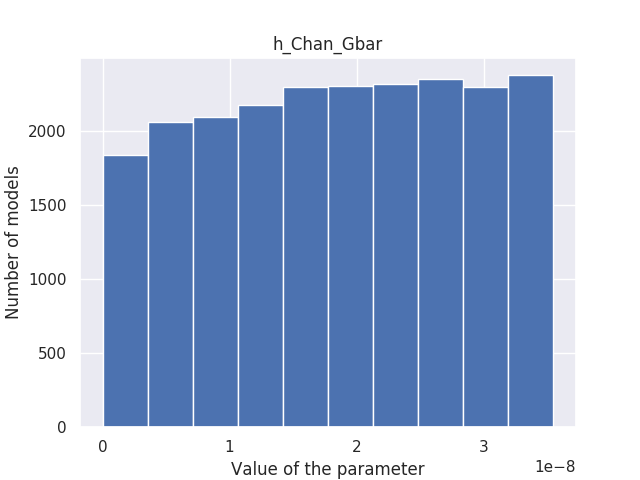 h_Chan_Gbar
Number of models
2000
1500
1000
500
0
0 1 2 3
1e−8
Value of the parameter